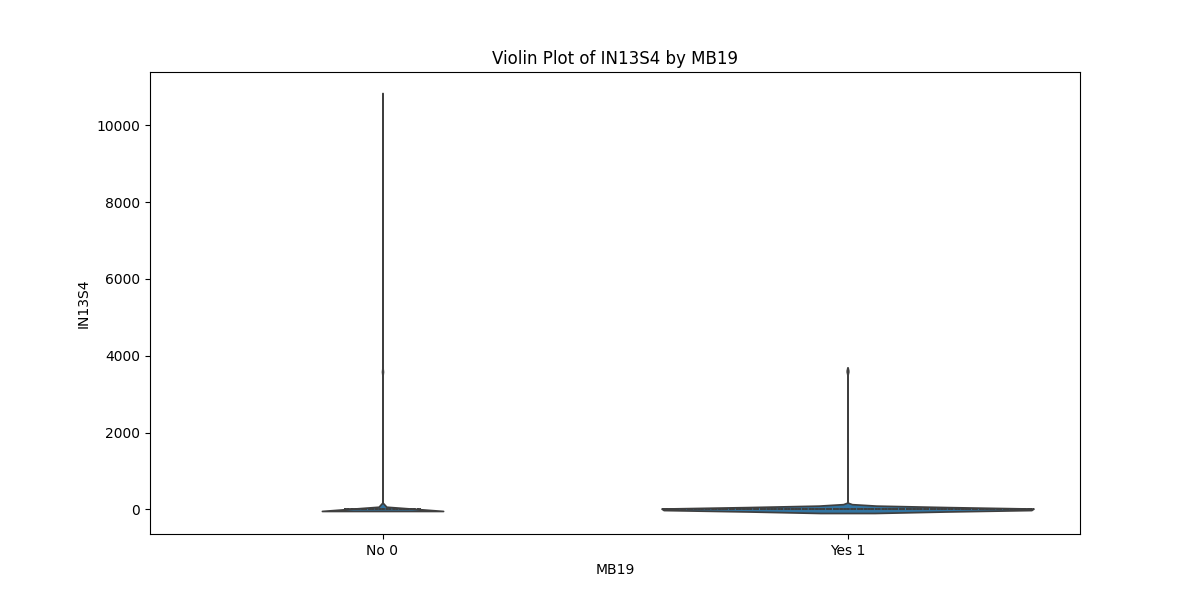 Violin Plot of IN13S4 by MB19
10000
8000
6000
4000
2000
0
IN13S4
No 0
Yes 1
MB19